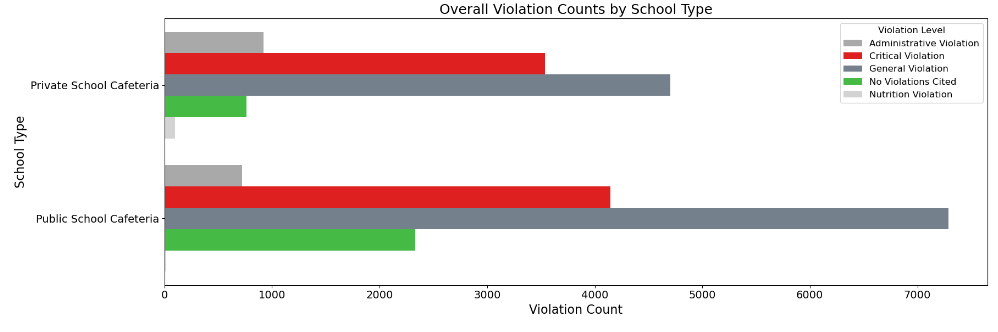 Overall Violation Counts by School Type
Violation Level
Administrative Violation
Critical Violation
General Violation
No Violations Cited
Nutrition Violation
School Type
Private School Cafeteria
Public School Cafeteria
0 1000 2000 3000 4000 5000 6000 7000
Violation Count